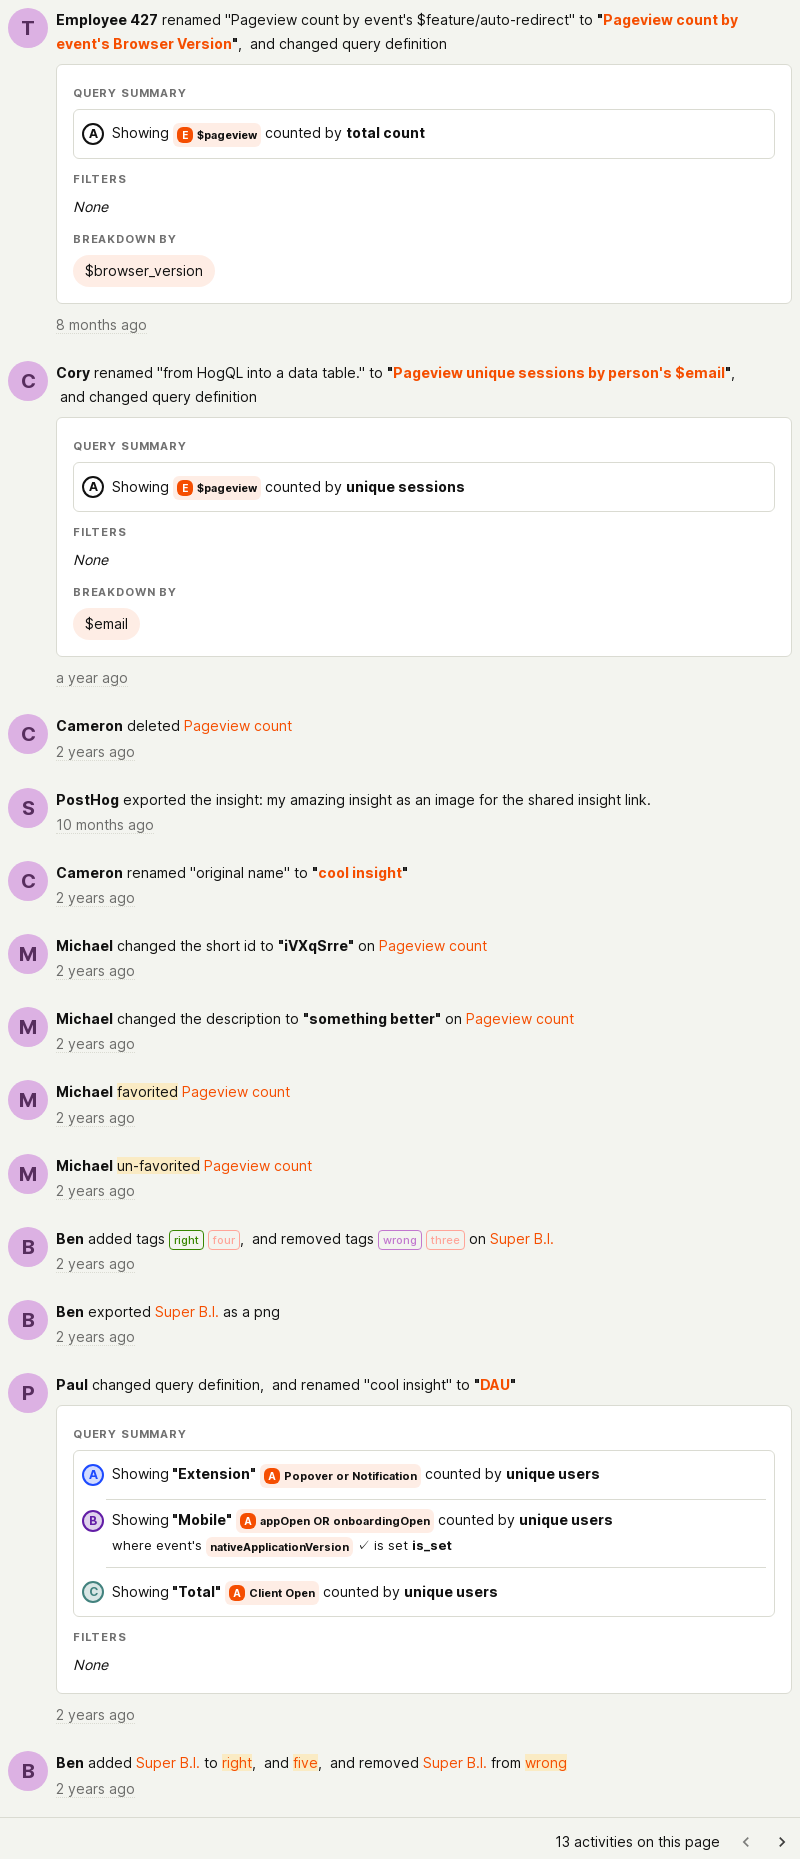 T
Employee 427 renamed "Pageview count by event's $feature/auto-redirect" to "Pageview count by
event's Browser Version",  and changed query definition
QUERY SUMMARY
A Showing E $pageview counted by total count
FILTERS
None
BREAKDOWN BY
$browser_version
8 months ago
C
Cory renamed "from HogQL into a data table." to "Pageview unique sessions by person's $email",
and changed query definition
QUERY SUMMARY
A Showing E $pageview counted by unique sessions
FILTERS
None
BREAKDOWN BY
$email
a year ago
C
Cameron deleted Pageview count
2 years ago
S
PostHog exported the insight: my amazing insight as an image for the shared insight link.
10 months ago
C
Cameron renamed "original name" to "cool insight"
2 years ago
M
Michael changed the short id to "iVXqSrre" on Pageview count
2 years ago
M
Michael changed the description to "something better" on Pageview count
2 years ago
M
Michael favorited Pageview count
2 years ago
M
Michael un-favorited Pageview count
2 years ago
B
Ben added tags right four,  and removed tags wrong three on Super B.I.
2 years ago
B
Ben exported Super B.I. as a png
2 years ago
P
Paul changed query definition,  and renamed "cool insight" to "DAU"
QUERY SUMMARY
A Showing "Extension" A Popover or Notification counted by unique users
B Showing "Mobile" A appOpen OR onboardingOpen counted by unique users
where event's nativeApplicationVersion ✓ is set is_set
C Showing "Total" A Client Open counted by unique users
FILTERS
None
2 years ago
B
Ben added Super B.I. to right,  and five,  and removed Super B.I. from wrong
2 years ago
13 activities on this page